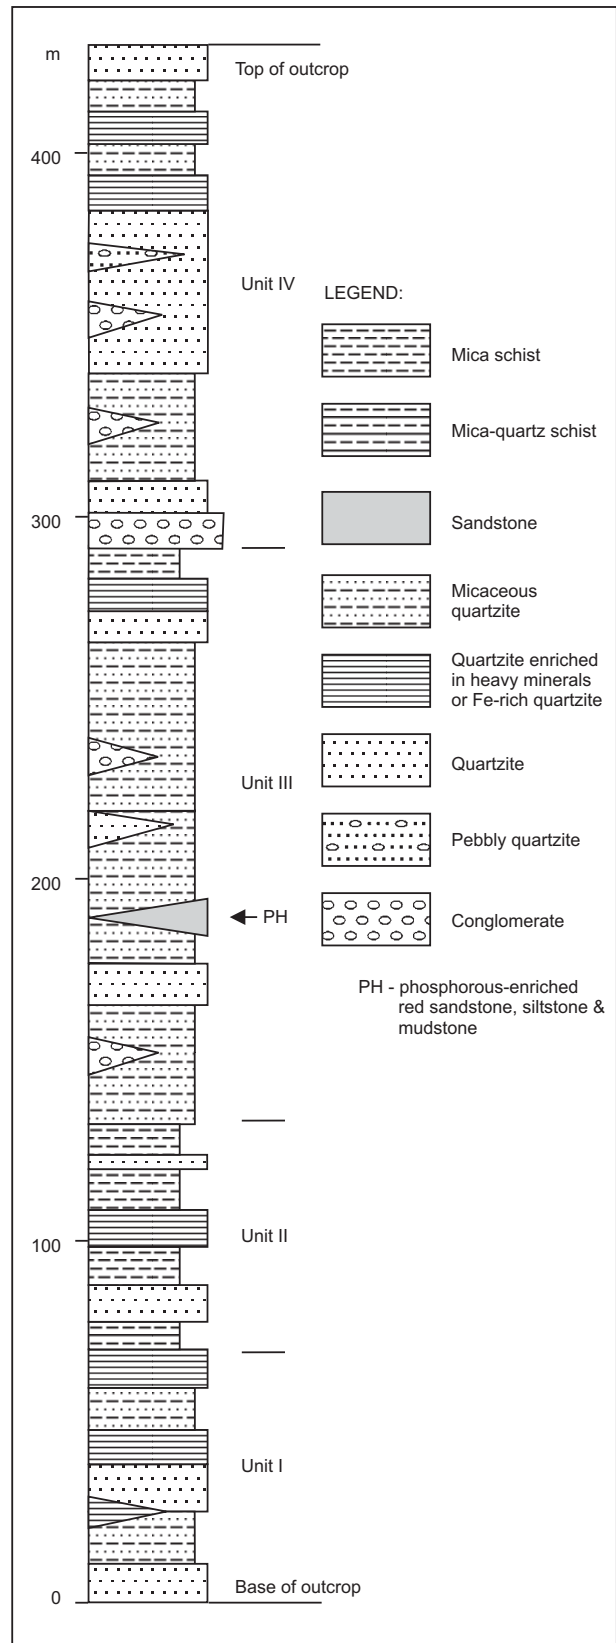 m
Top of outcrop
400
Unit IV
LEGEND:
Mica schist
Mica-quartz schist
300
Sandstone
Micaceous
quartzite
Quartzite enriched
in heavy minerals
or Fe-rich quartzite
Unit III
Quartzite
Pebbly quartzite
200
PH
Conglomerate
PH - phosphorous-enriched
red sandstone, siltstone &
mudstone
100
Unit II
Unit I
0
Base of outcrop